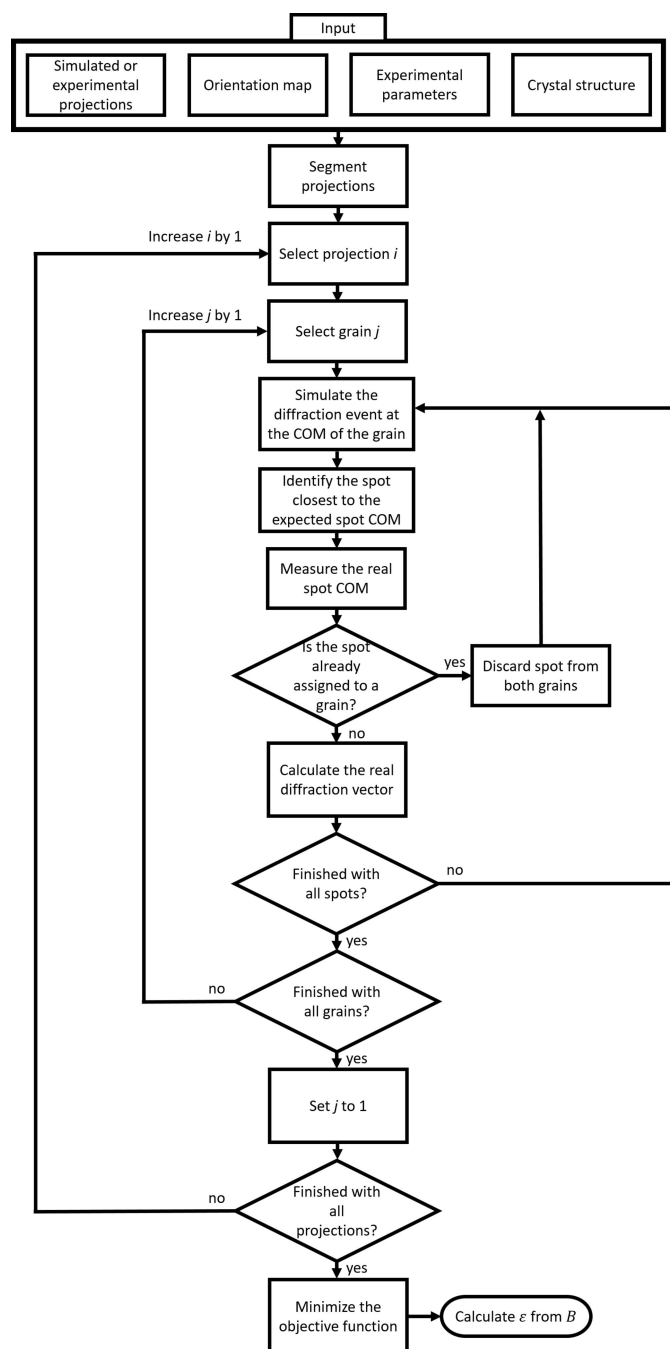 Input
Simulated or
experimental
projections
Orientation map
Experimental
parameters
Crystal structure
Segment
projections
Increase i by 1
Select projection i
Increase j by 1
Select grain j
Simulate the
diffraction event at
the COM of the grain
Identify the spot
closest to the
expected spot COM
Measure the real
spot COM
Is the spot
already
assigned to a
grain?
yes
Discard spot from
both grains
no
Calculate the real
diffraction vector
Finished with
all spots?
no
yes
no
Finished with
all grains?
yes
Set j to 1
no
Finished with
all
projections?
yes
Minimize the
objective function
Calculate ε from B